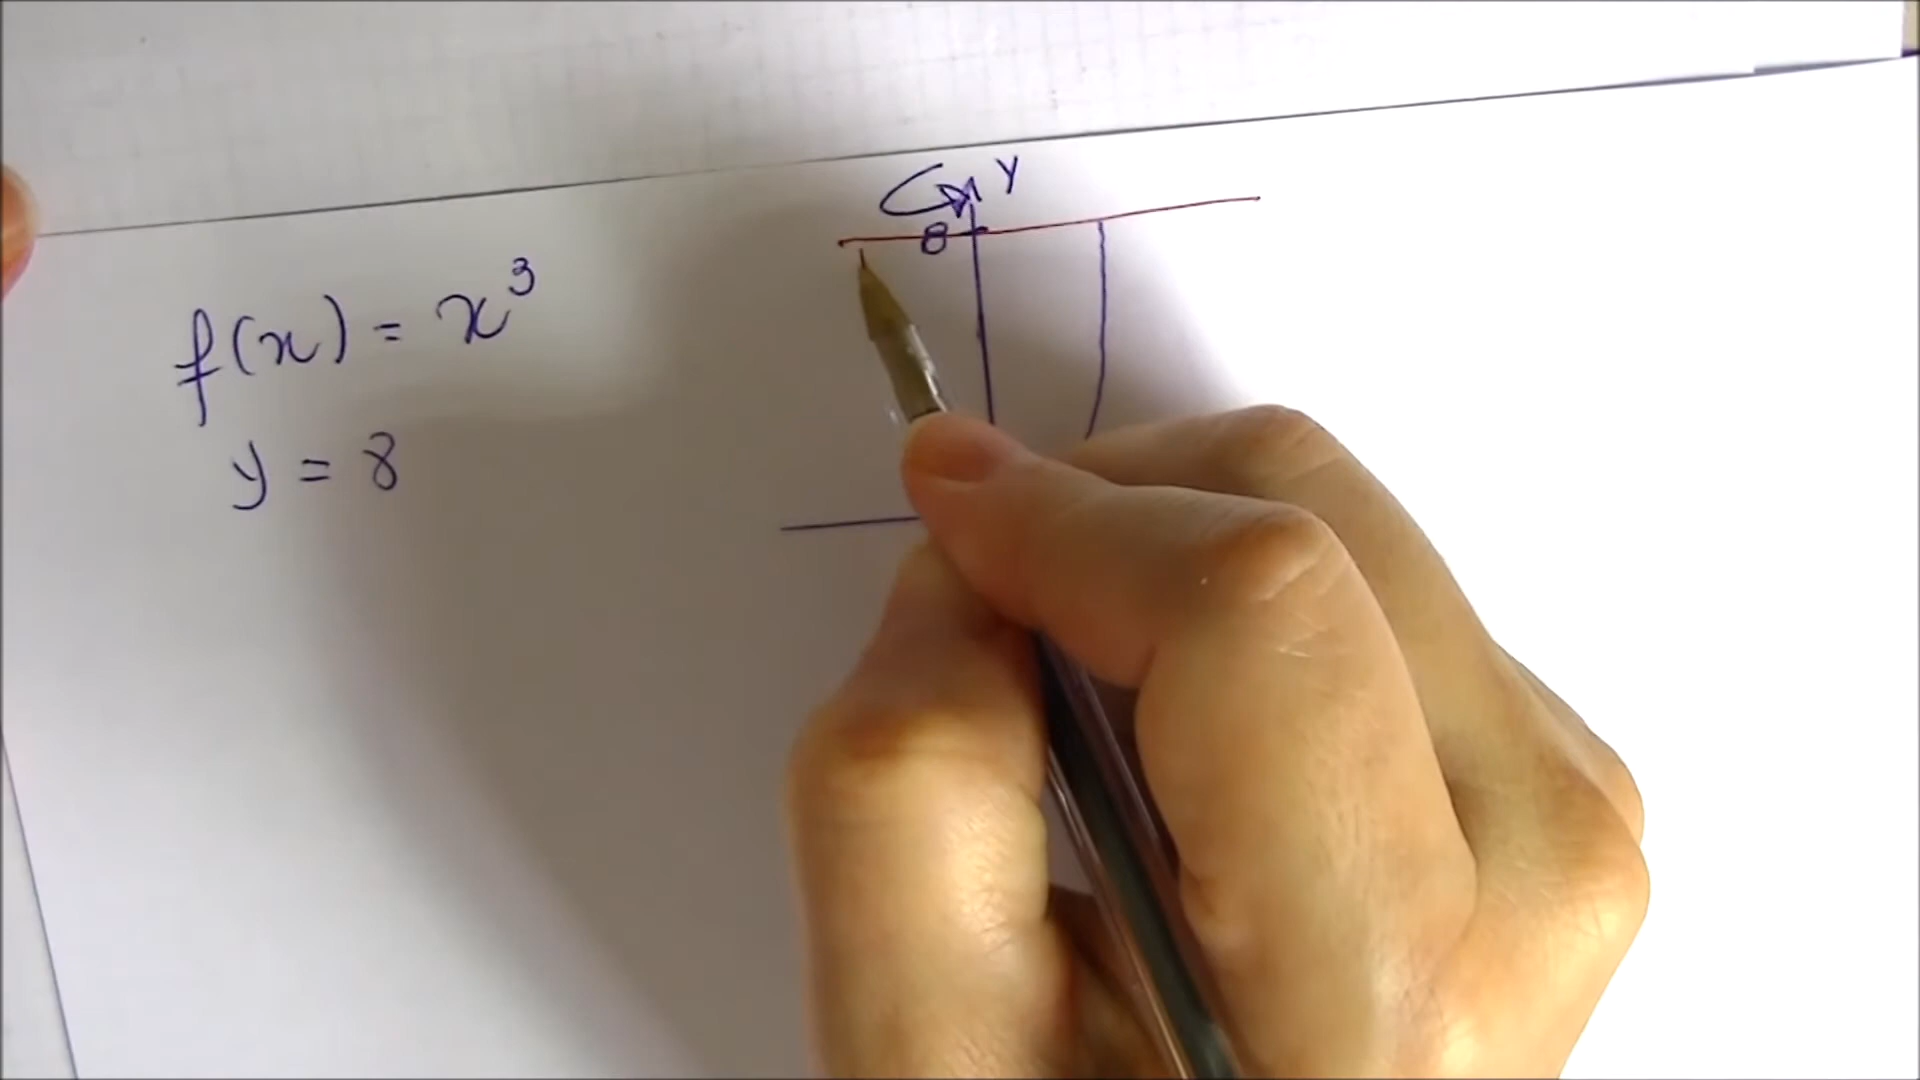 f(x) = x³
y = 8
Y
8